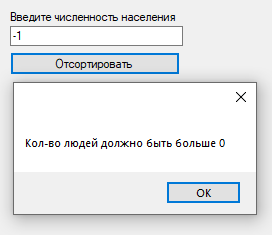 Введите численность населения
-1
Отсортировать
Кол-во людей должно быть больше 0
OK